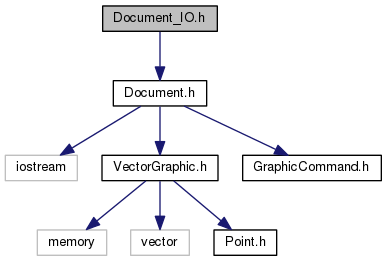 Document_IO.h
Document.h
iostream
VectorGraphic.h
GraphicCommand.h
memory
vector
Point.h